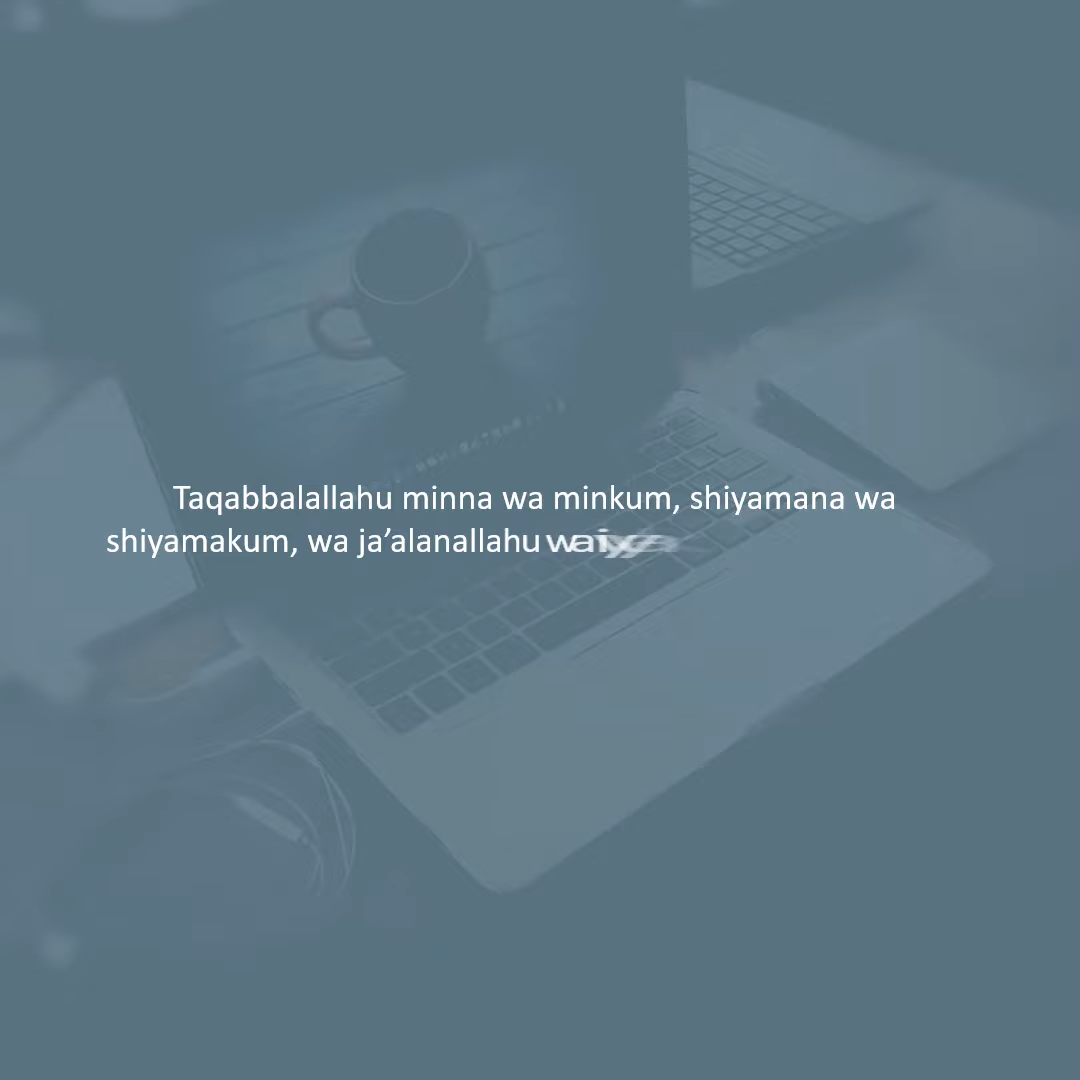 Taqabbalallahu minna wa minkum, shiyamana wa
shiyamakum, wa ja’alanallahu